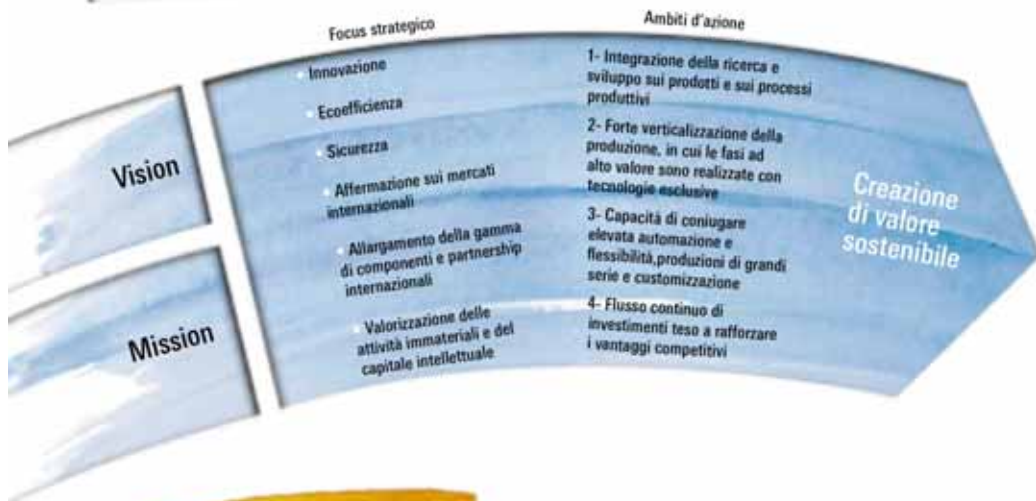 Vision
Mission
Focus strategico
Innovazione
Ecoefficienza
Sicurezza
Affermazione sui mercati
internazionali
Allargamento della gamma
di componenti e partnership
internazionali
Valorizzazione delle
attività immateriali e del
capitale intellettuale
Ambiti d'azione
1- Integrazione della ricerca e
sviluppo sui prodotti e sui processi
produttivi
2- Forte verticalizzazione della
produzione, in cui le fasi ad
alto valore sono realizzate con
tecnologie esclusive
3- Capacità di coniugare
elevata automazione e
flessibilità,produzioni di grandi
serie e customizzazione
4- Flusso continuo di
investimenti teso a rafforzare
i vantaggi competitivi
Creazione
di valore
sostenibile